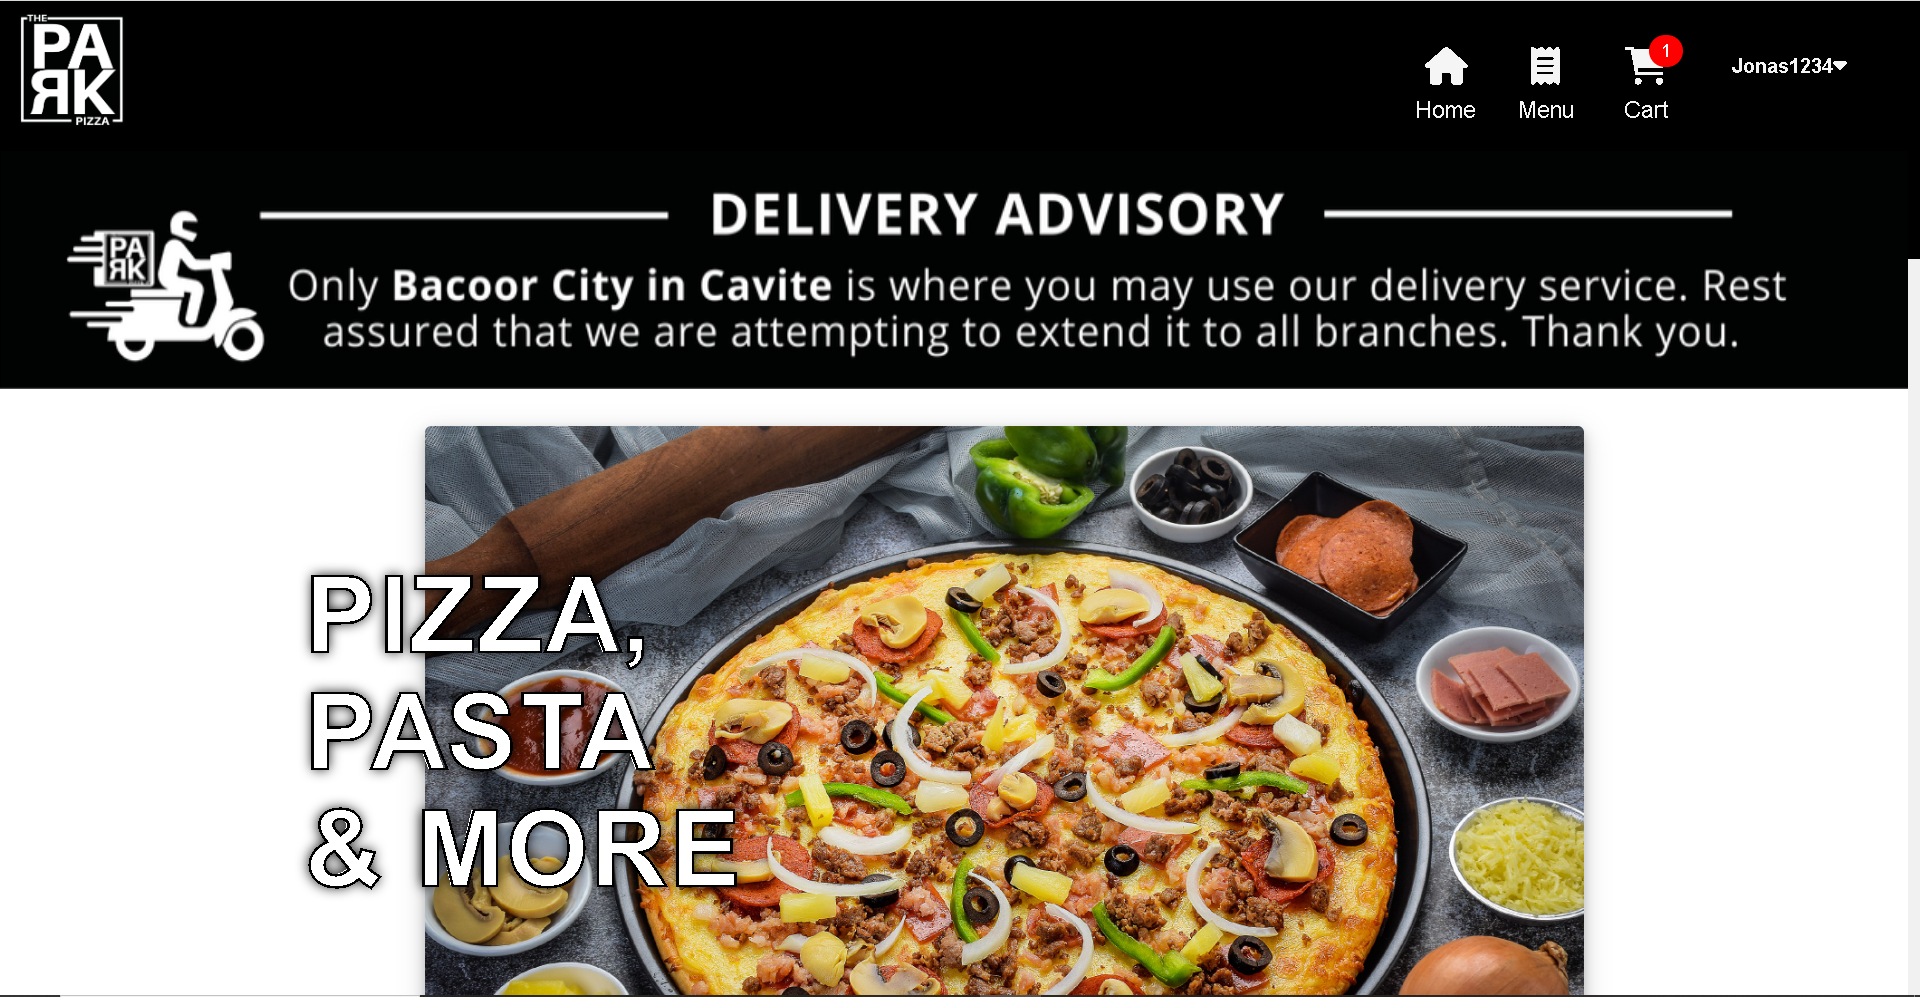 THE
PA
ЯK
PIZZA
Home
Menu
1
Cart
Jonas1234
DELIVERY ADVISORY
PA
ЯK
Only Bacoor City in Cavite is where you may use our delivery service. Rest
assured that we are attempting to extend it to all branches. Thank you.
PIZZA,
PASTA
& MORE